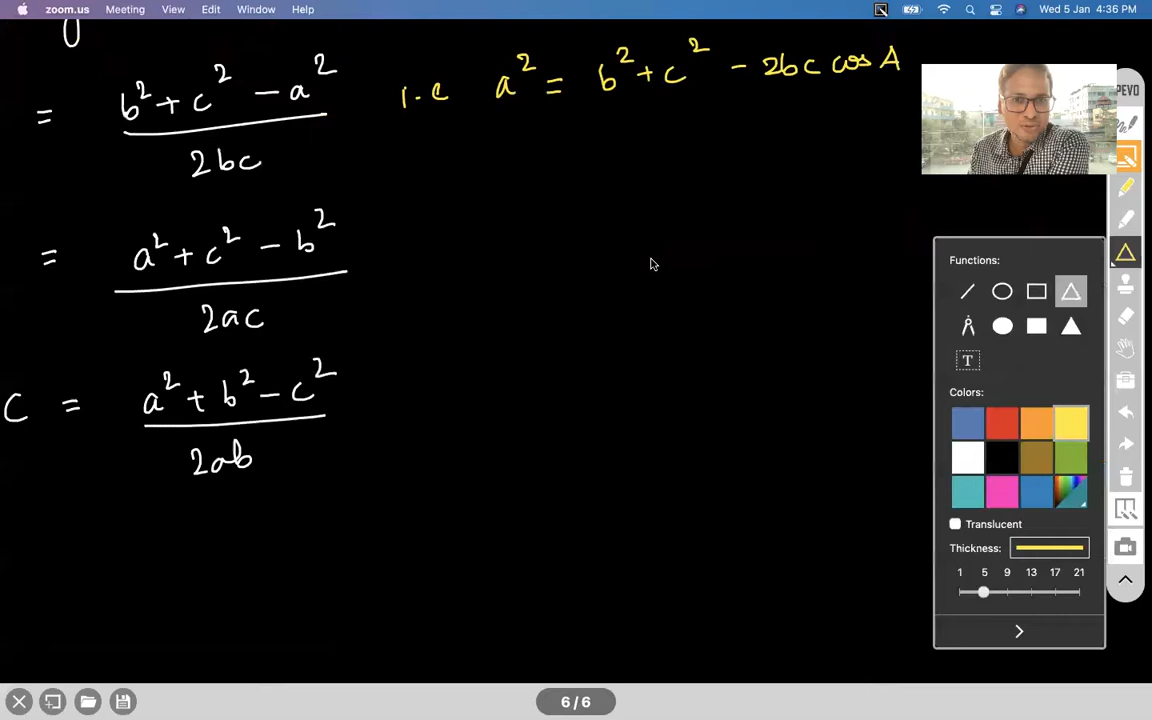 zoom.us Meeting View Edit Window Help Wed 5 Jan 4:36 PM
= b² + c² − a² / 2bc
i.e a² = b² + c² − 2bc cos A
= a² + c² − b² / 2ac
C = a² + b² − c² / 2ab
EPEVO
Functions:
T
Colors:
Translucent
Thickness:
1 5 9 13 17 21
6 / 6